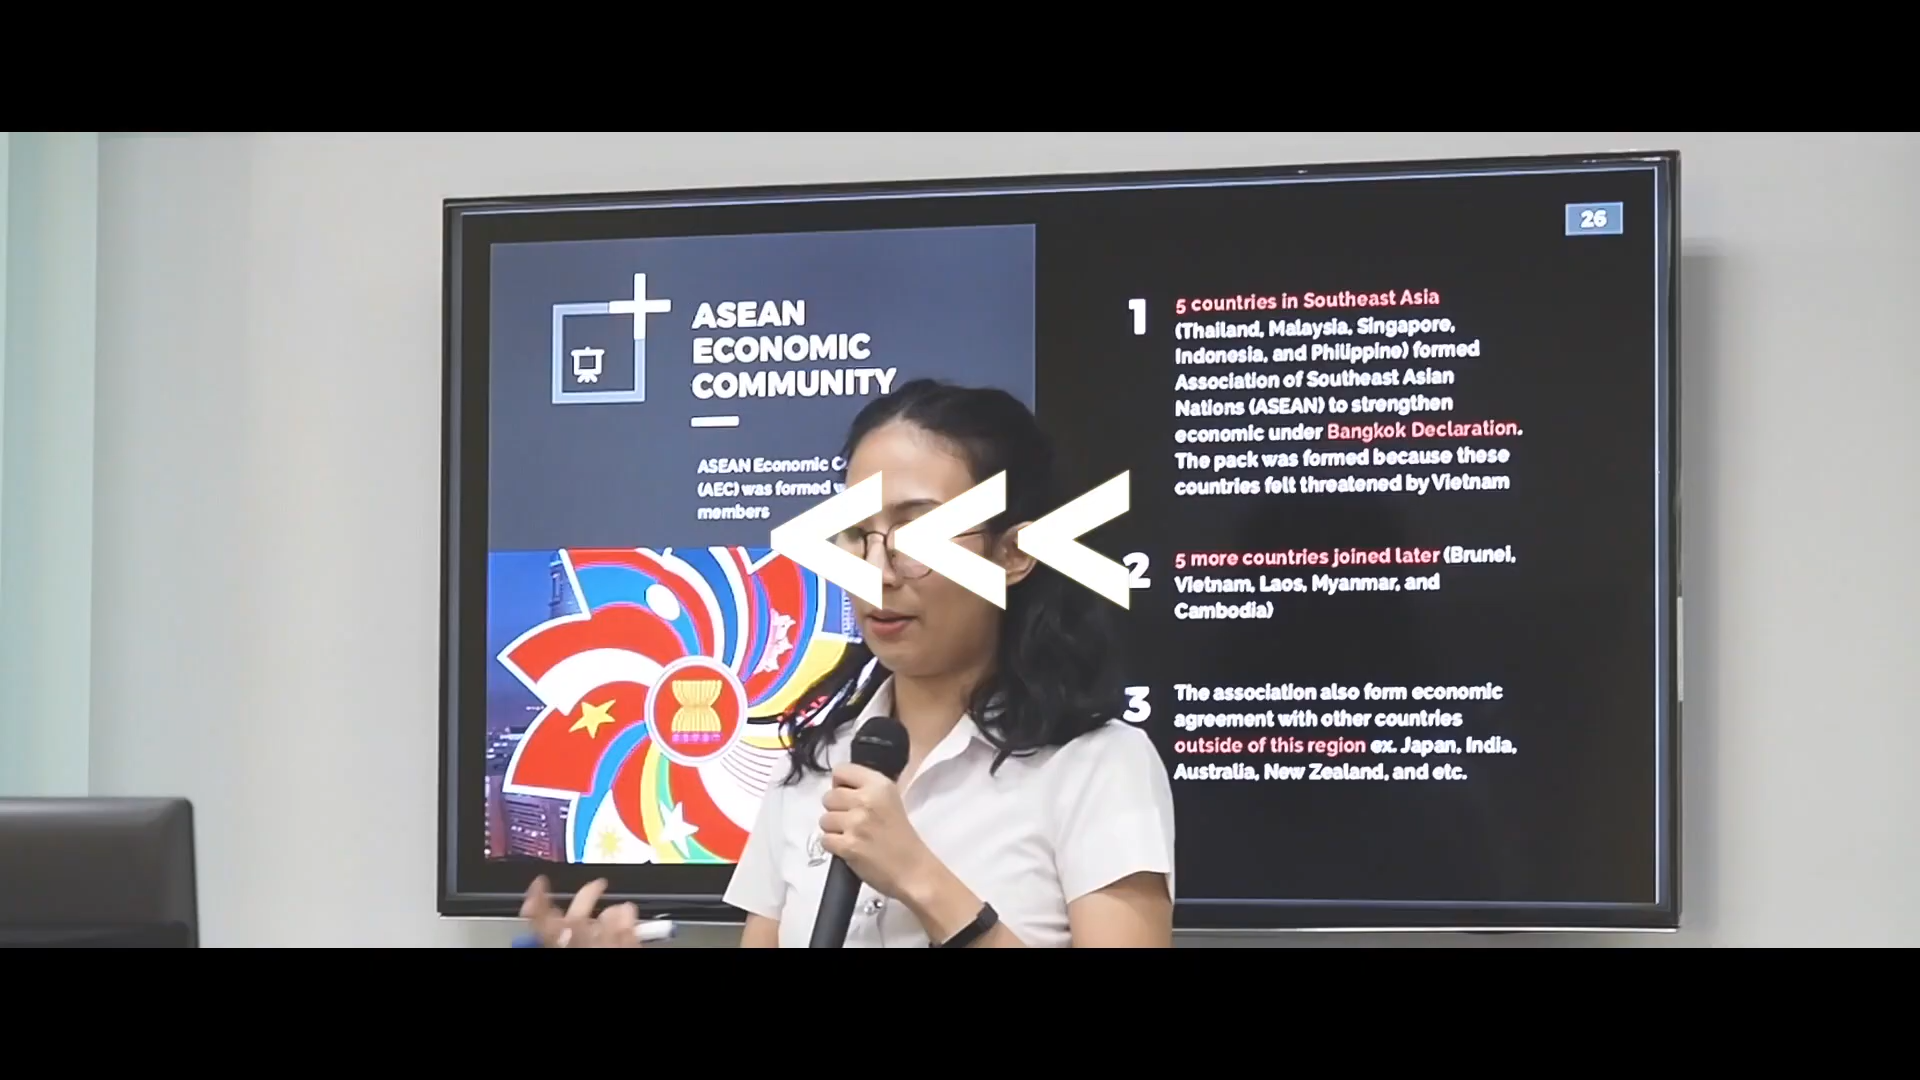 26
ASEAN
ECONOMIC
COMMUNITY
ASEAN Economic
(AEC) was formed
members
1
5 countries in Southeast Asia
(Thailand, Malaysia, Singapore,
Indonesia, and Philippine) formed
Association of Southeast Asian
Nations (ASEAN) to strengthen
economic under Bangkok Declaration.
The pack was formed because these
countries felt threatened by Vietnam
2
5 more countries joined later (Brunei,
Vietnam, Laos, Myanmar, and
Cambodia)
3
The association also form economic
agreement with other countries
outside of this region ex. Japan, India,
Australia, New Zealand, and etc.